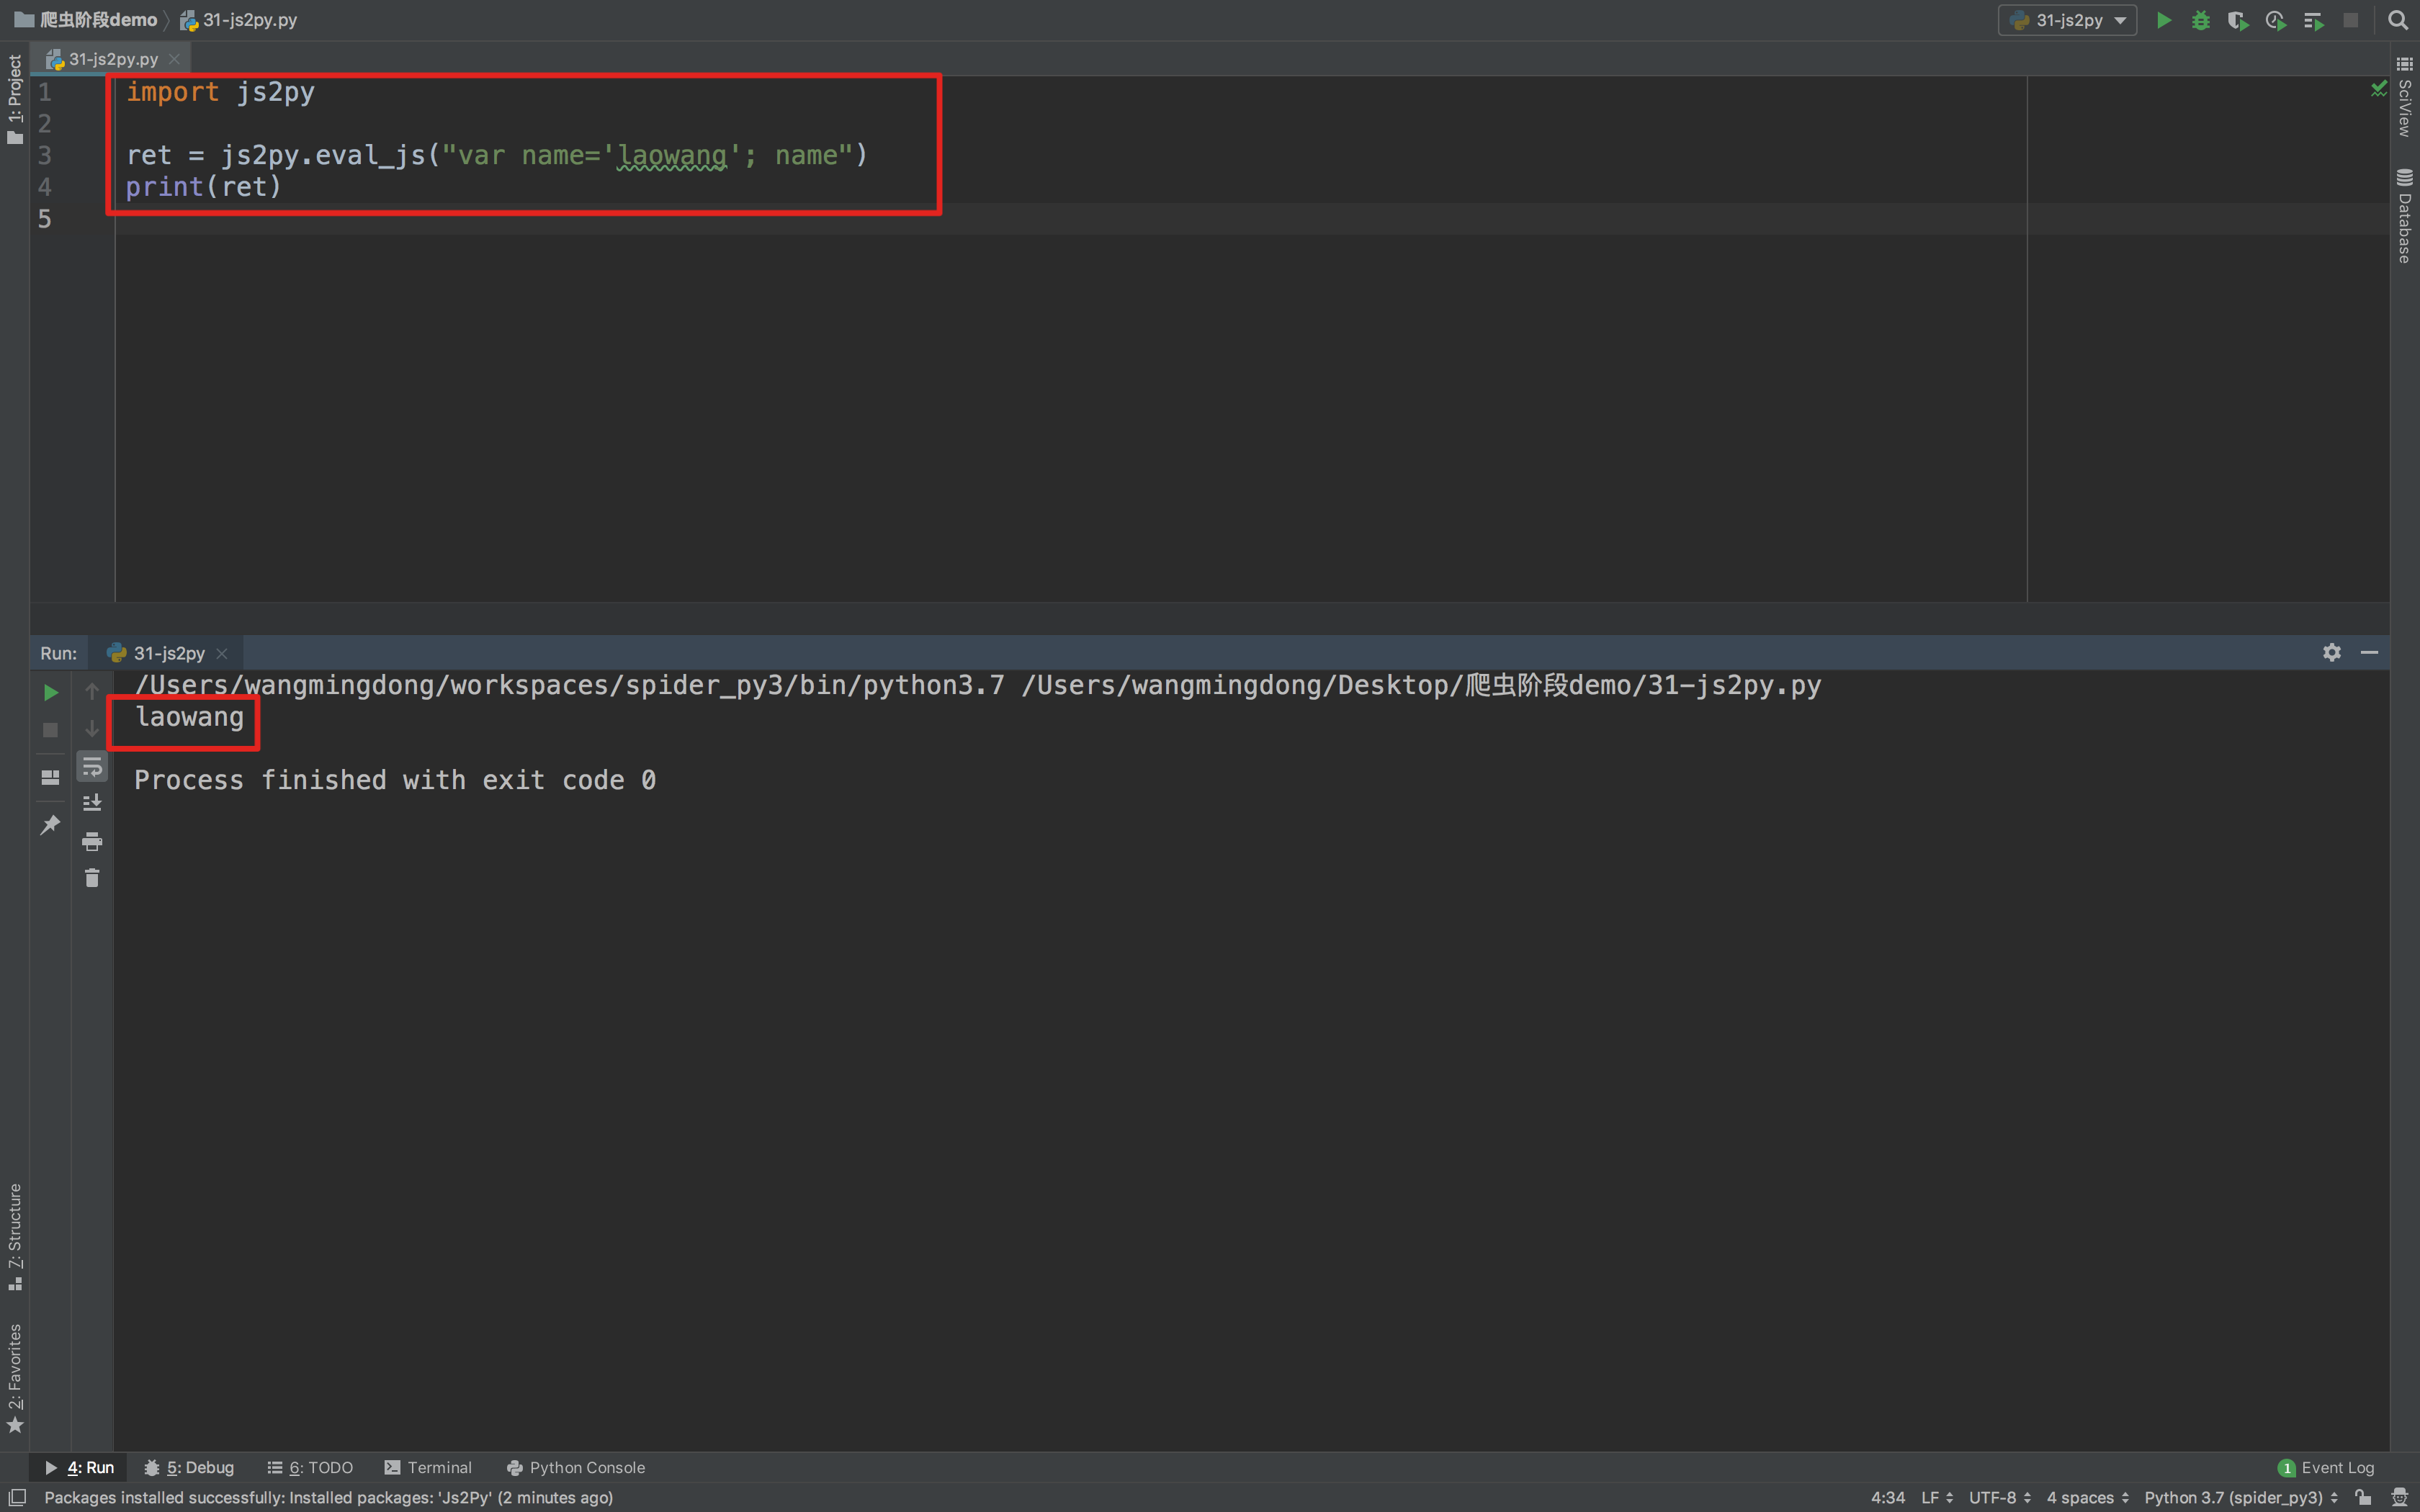 爬虫阶段demo 31-js2py.py
31-js2py
31-js2py.py
1: Project
SciView
Database
1 import js2py
2
3 ret = js2py.eval_js("var name='laowang'; name")
4 print(ret)
5
Run: 31-js2py
/Users/wangmingdong/workspaces/spider_py3/bin/python3.7 /Users/wangmingdong/Desktop/爬虫阶段demo/31-js2py.py
laowang
Process finished with exit code 0
7: Structure
2: Favorites
4: Run 5: Debug 6: TODO Terminal Python Console 1 Event Log
Packages installed successfully: Installed packages: 'Js2Py' (2 minutes ago) 4:34 LF UTF-8 4 spaces Python 3.7 (spider_py3)